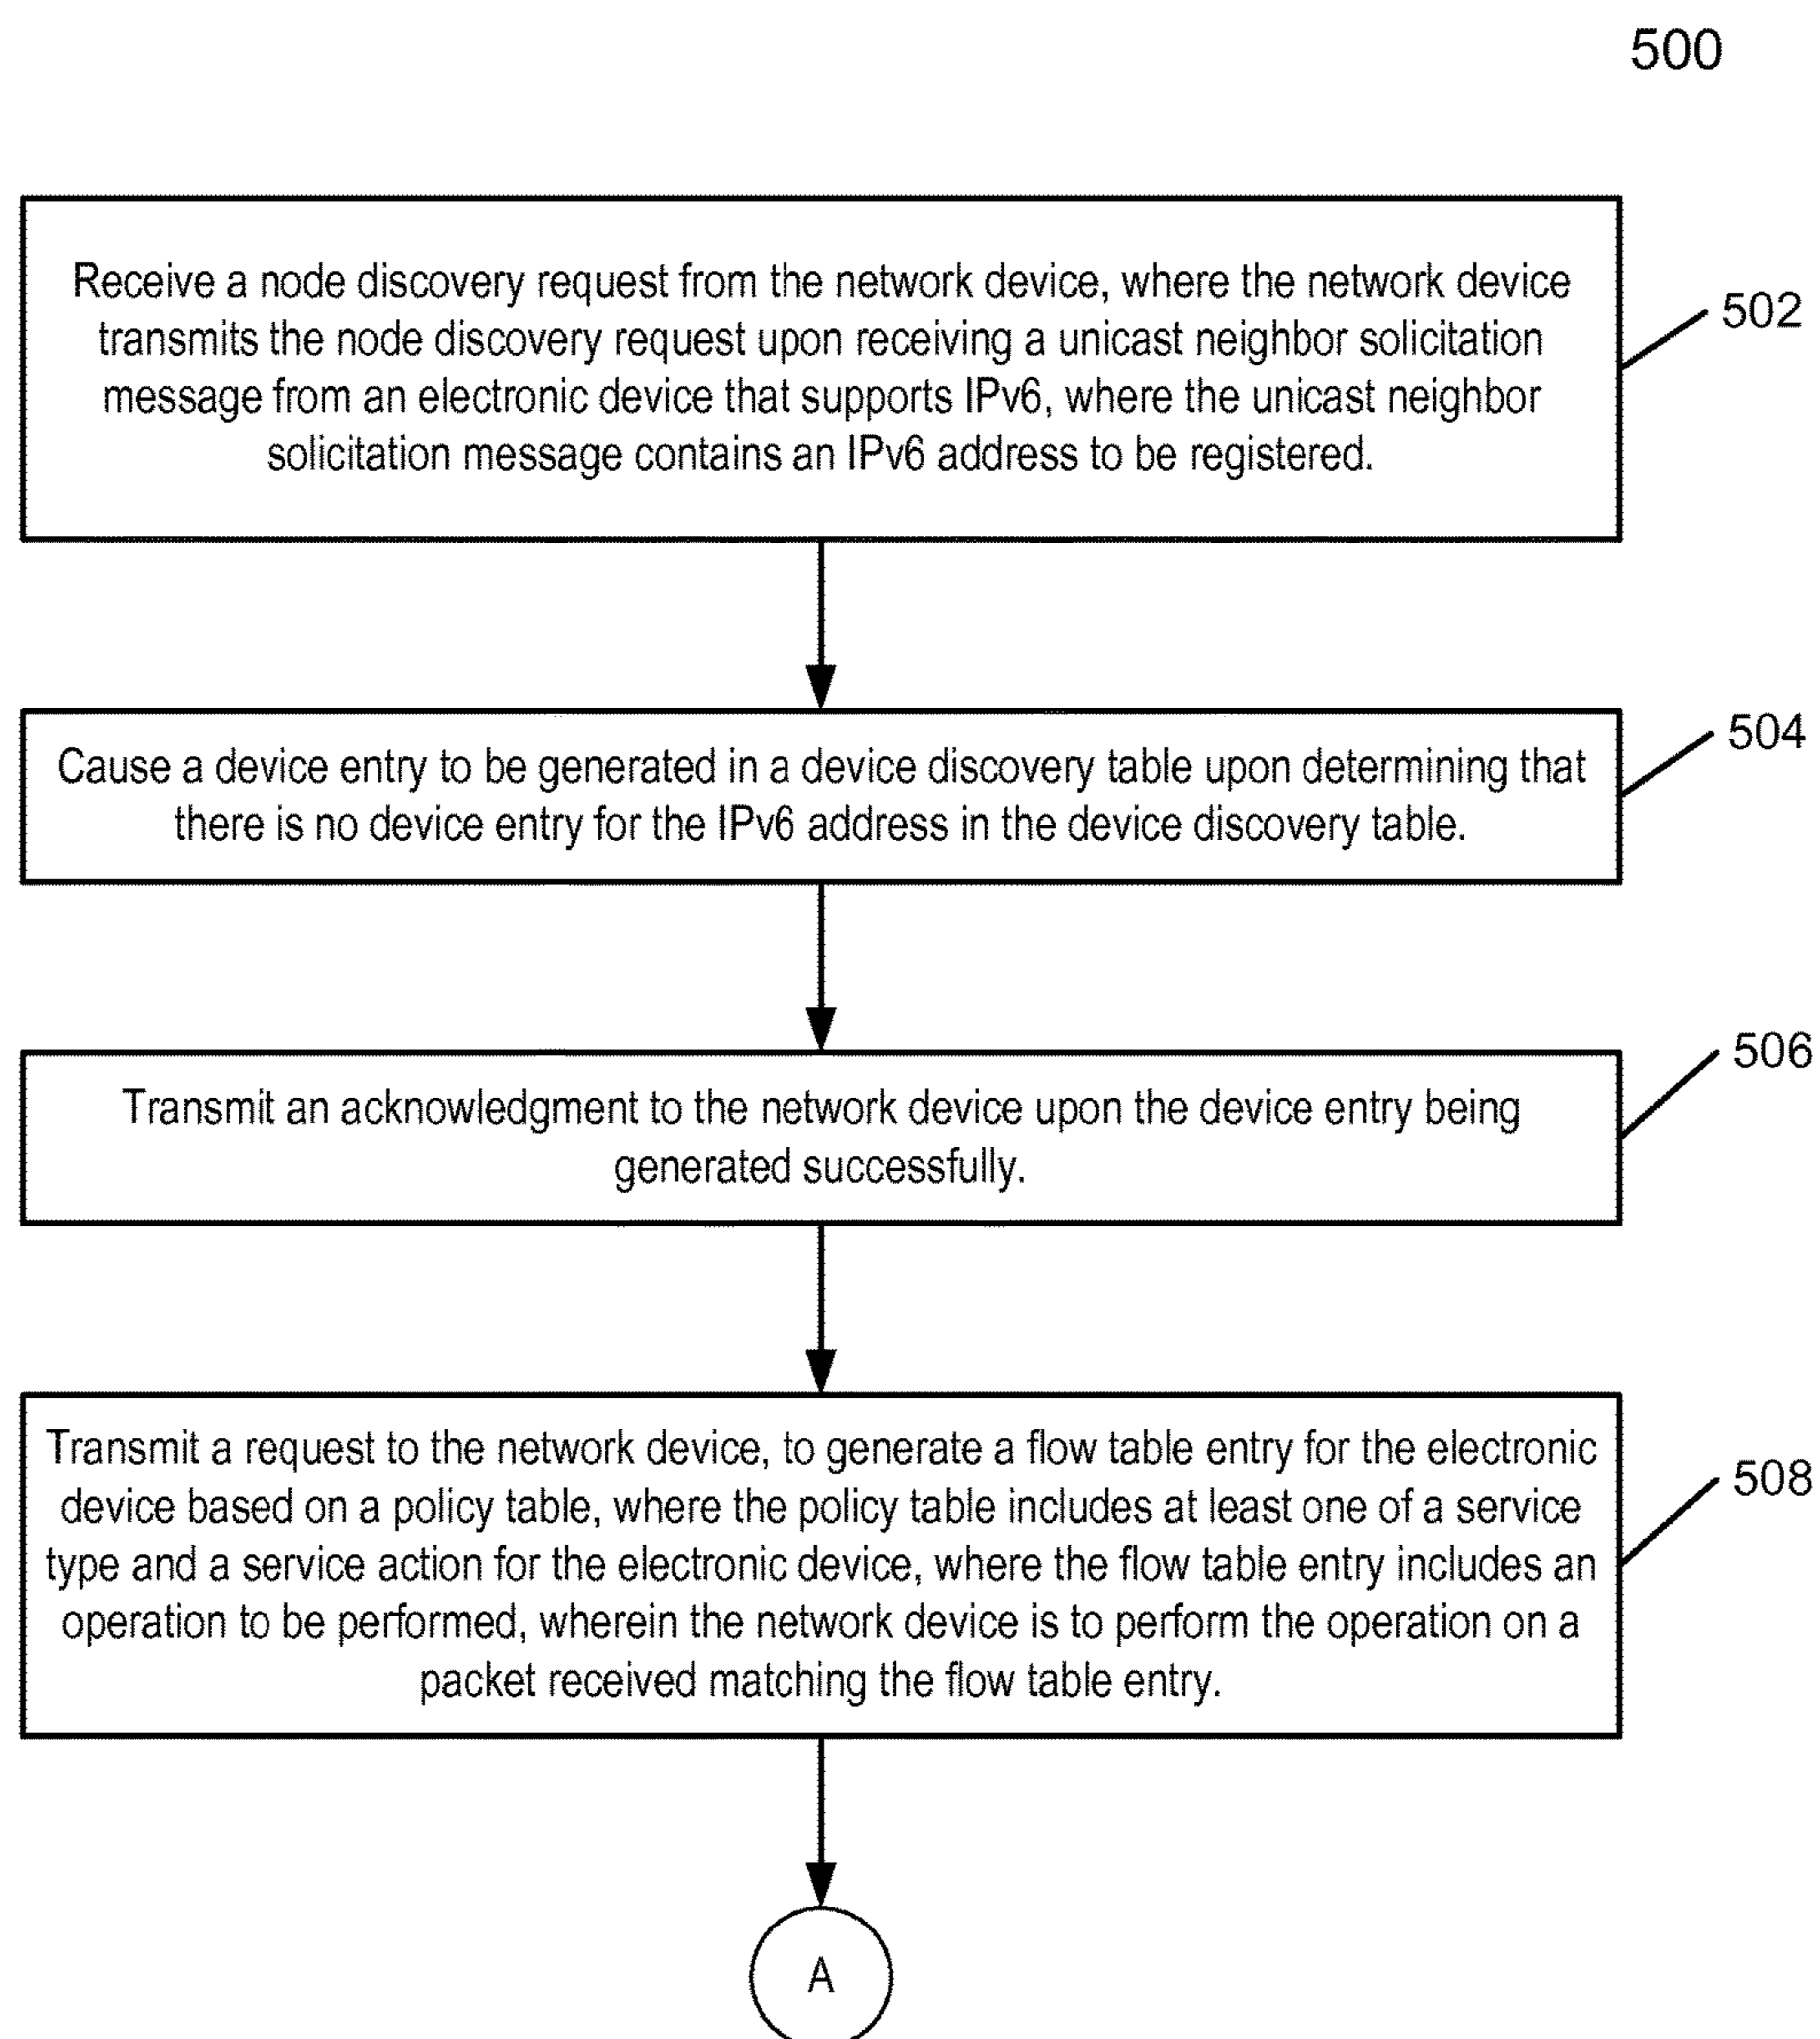 500
Receive a node discovery request from the network device, where the network device
transmits the node discovery request upon receiving a unicast neighbor solicitation
message from an electronic device that supports IPv6, where the unicast neighbor
solicitation message contains an IPv6 address to be registered.
502
Cause a device entry to be generated in a device discovery table upon determining that
there is no device entry for the IPv6 address in the device discovery table.
504
Transmit an acknowledgment to the network device upon the device entry being
generated successfully.
506
Transmit a request to the network device, to generate a flow table entry for the electronic
device based on a policy table, where the policy table includes at least one of a service
type and a service action for the electronic device, where the flow table entry includes an
operation to be performed, wherein the network device is to perform the operation on a
packet received matching the flow table entry.
508
A